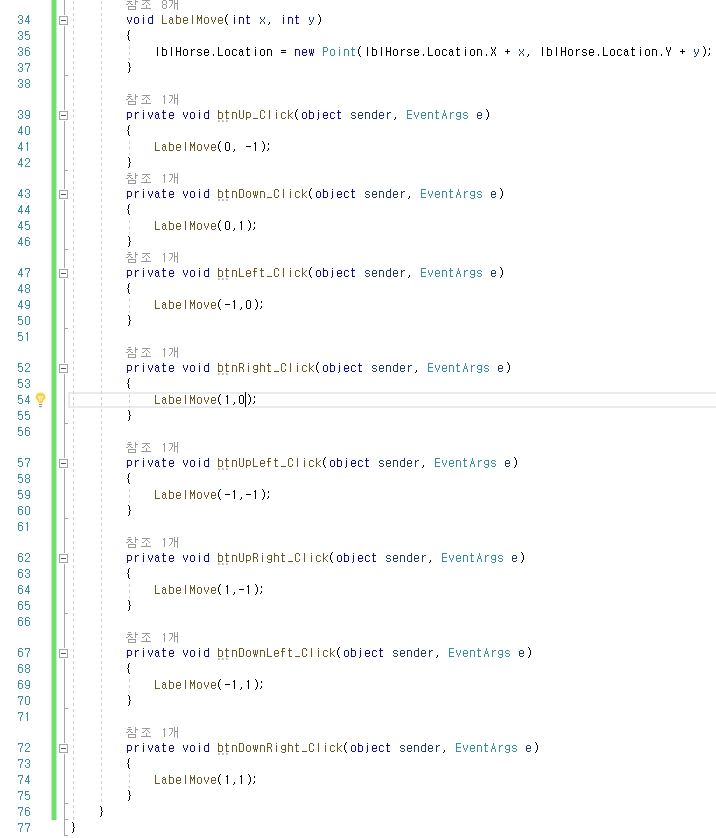 참조 8개
34 void LabelMove(int x, int y)
35 {
36 lblHorse.Location = new Point(lblHorse.Location.X + x, lblHorse.Location.Y + y);
37 }
38
참조 1개
39 private void btnUp_Click(object sender, EventArgs e)
40 {
41 LabelMove(0, -1);
42 }
참조 1개
43 private void btnDown_Click(object sender, EventArgs e)
44 {
45 LabelMove(0,1);
46 }
참조 1개
47 private void btnLeft_Click(object sender, EventArgs e)
48 {
49 LabelMove(-1,0);
50 }
51
참조 1개
52 private void btnRight_Click(object sender, EventArgs e)
53 {
54 LabelMove(1,0);
55 }
56
참조 1개
57 private void btnUpLeft_Click(object sender, EventArgs e)
58 {
59 LabelMove(-1,-1);
60 }
61
참조 1개
62 private void btnUpRight_Click(object sender, EventArgs e)
63 {
64 LabelMove(1,-1);
65 }
66
참조 1개
67 private void btnDownLeft_Click(object sender, EventArgs e)
68 {
69 LabelMove(-1,1);
70 }
71
참조 1개
72 private void btnDownRight_Click(object sender, EventArgs e)
73 {
74 LabelMove(1,1);
75 }
76 }
77 }